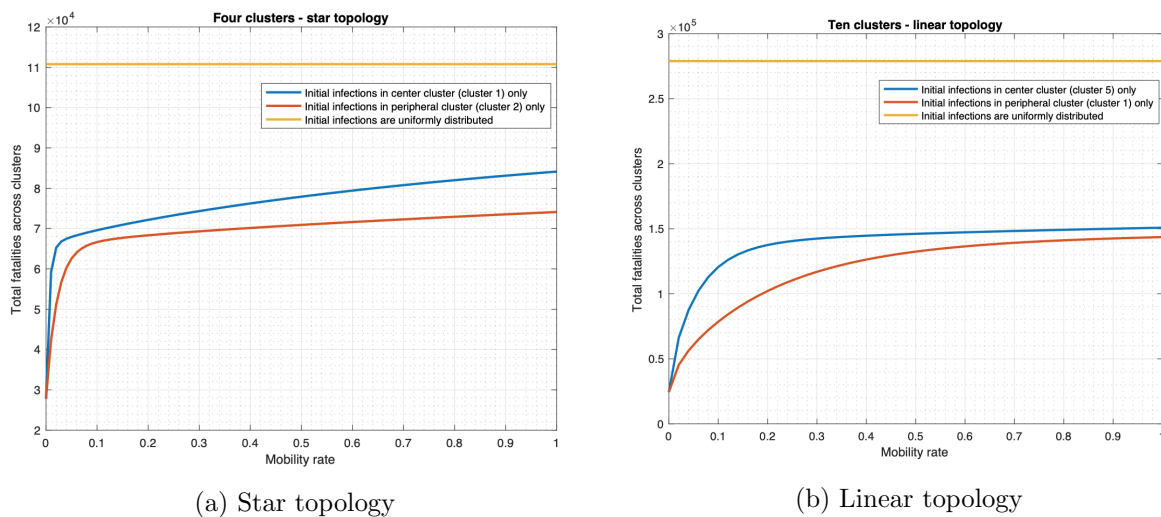 Four clusters - star topology
×10⁴
12
11
10
9
8
7
6
5
4
3
2
Total fatalities across clusters
Initial infections in center cluster (cluster 1) only
Initial infections in peripheral cluster (cluster 2) only
Initial infections are uniformly distributed
0 0.1 0.2 0.3 0.4 0.5 0.6 0.7 0.8 0.9 1
Mobility rate
(a) Star topology
Ten clusters - linear topology
×10⁵
3
2.5
2
1.5
1
0.5
0
Total fatalities across clusters
Initial infections in center cluster (cluster 5) only
Initial infections in peripheral cluster (cluster 1) only
Initial infections are uniformly distributed
0 0.1 0.2 0.3 0.4 0.5 0.6 0.7 0.8 0.9 1
Mobility rate
(b) Linear topology